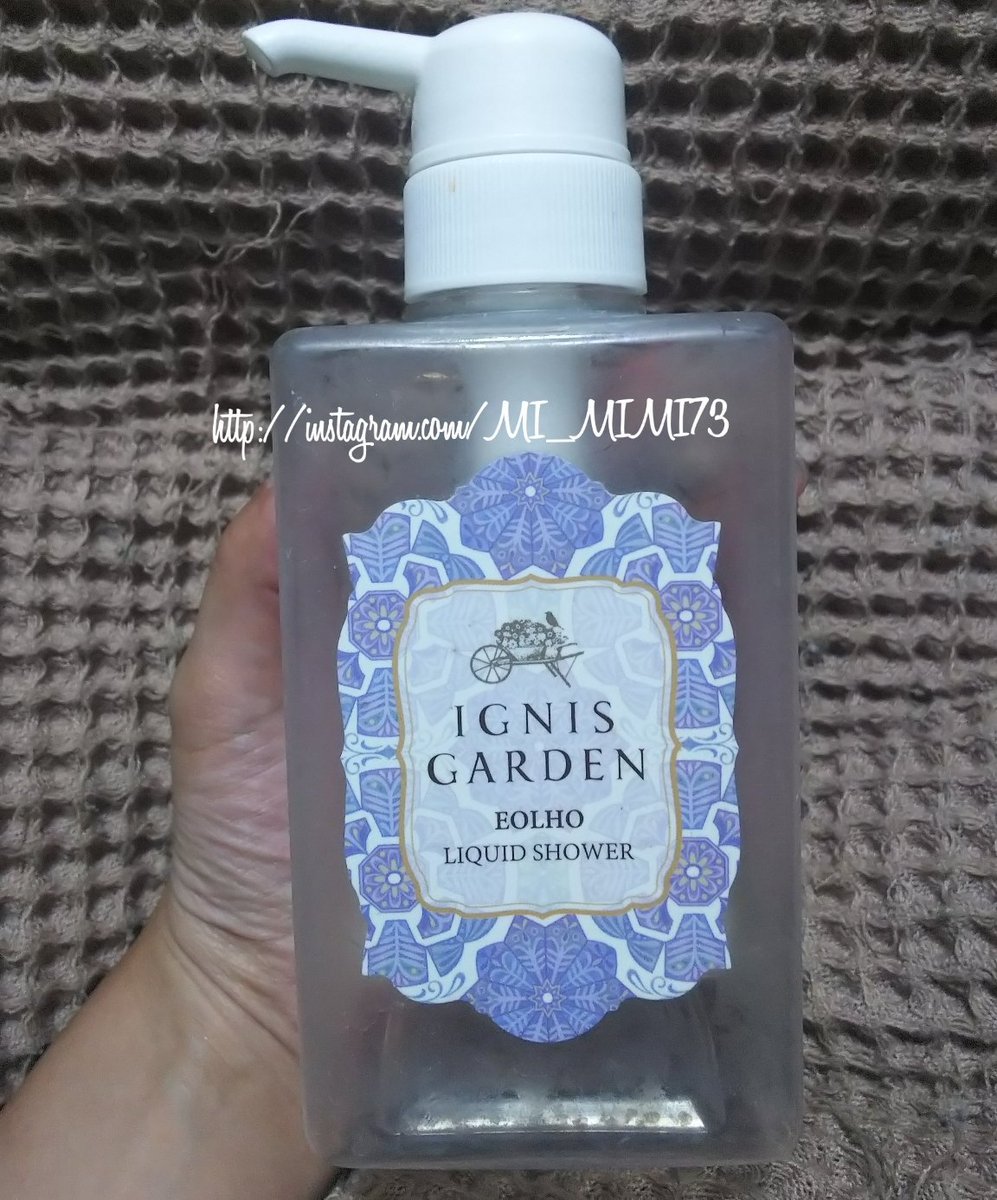 http://instagram.com/MI_MIMI73
IGNIS
GARDEN
EOLHO
LIQUID SHOWER